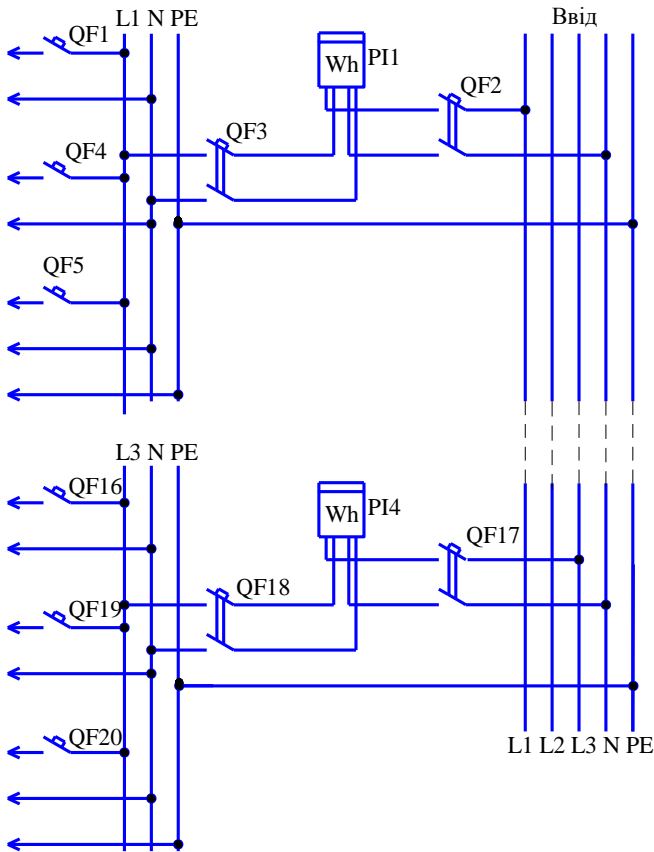 L1 N PE
Ввід
QF1
Wh
PI1
QF2
QF3
QF4
QF5
L3 N PE
QF16
Wh
PI4
QF17
QF18
QF19
QF20
L1 L2 L3 N PE